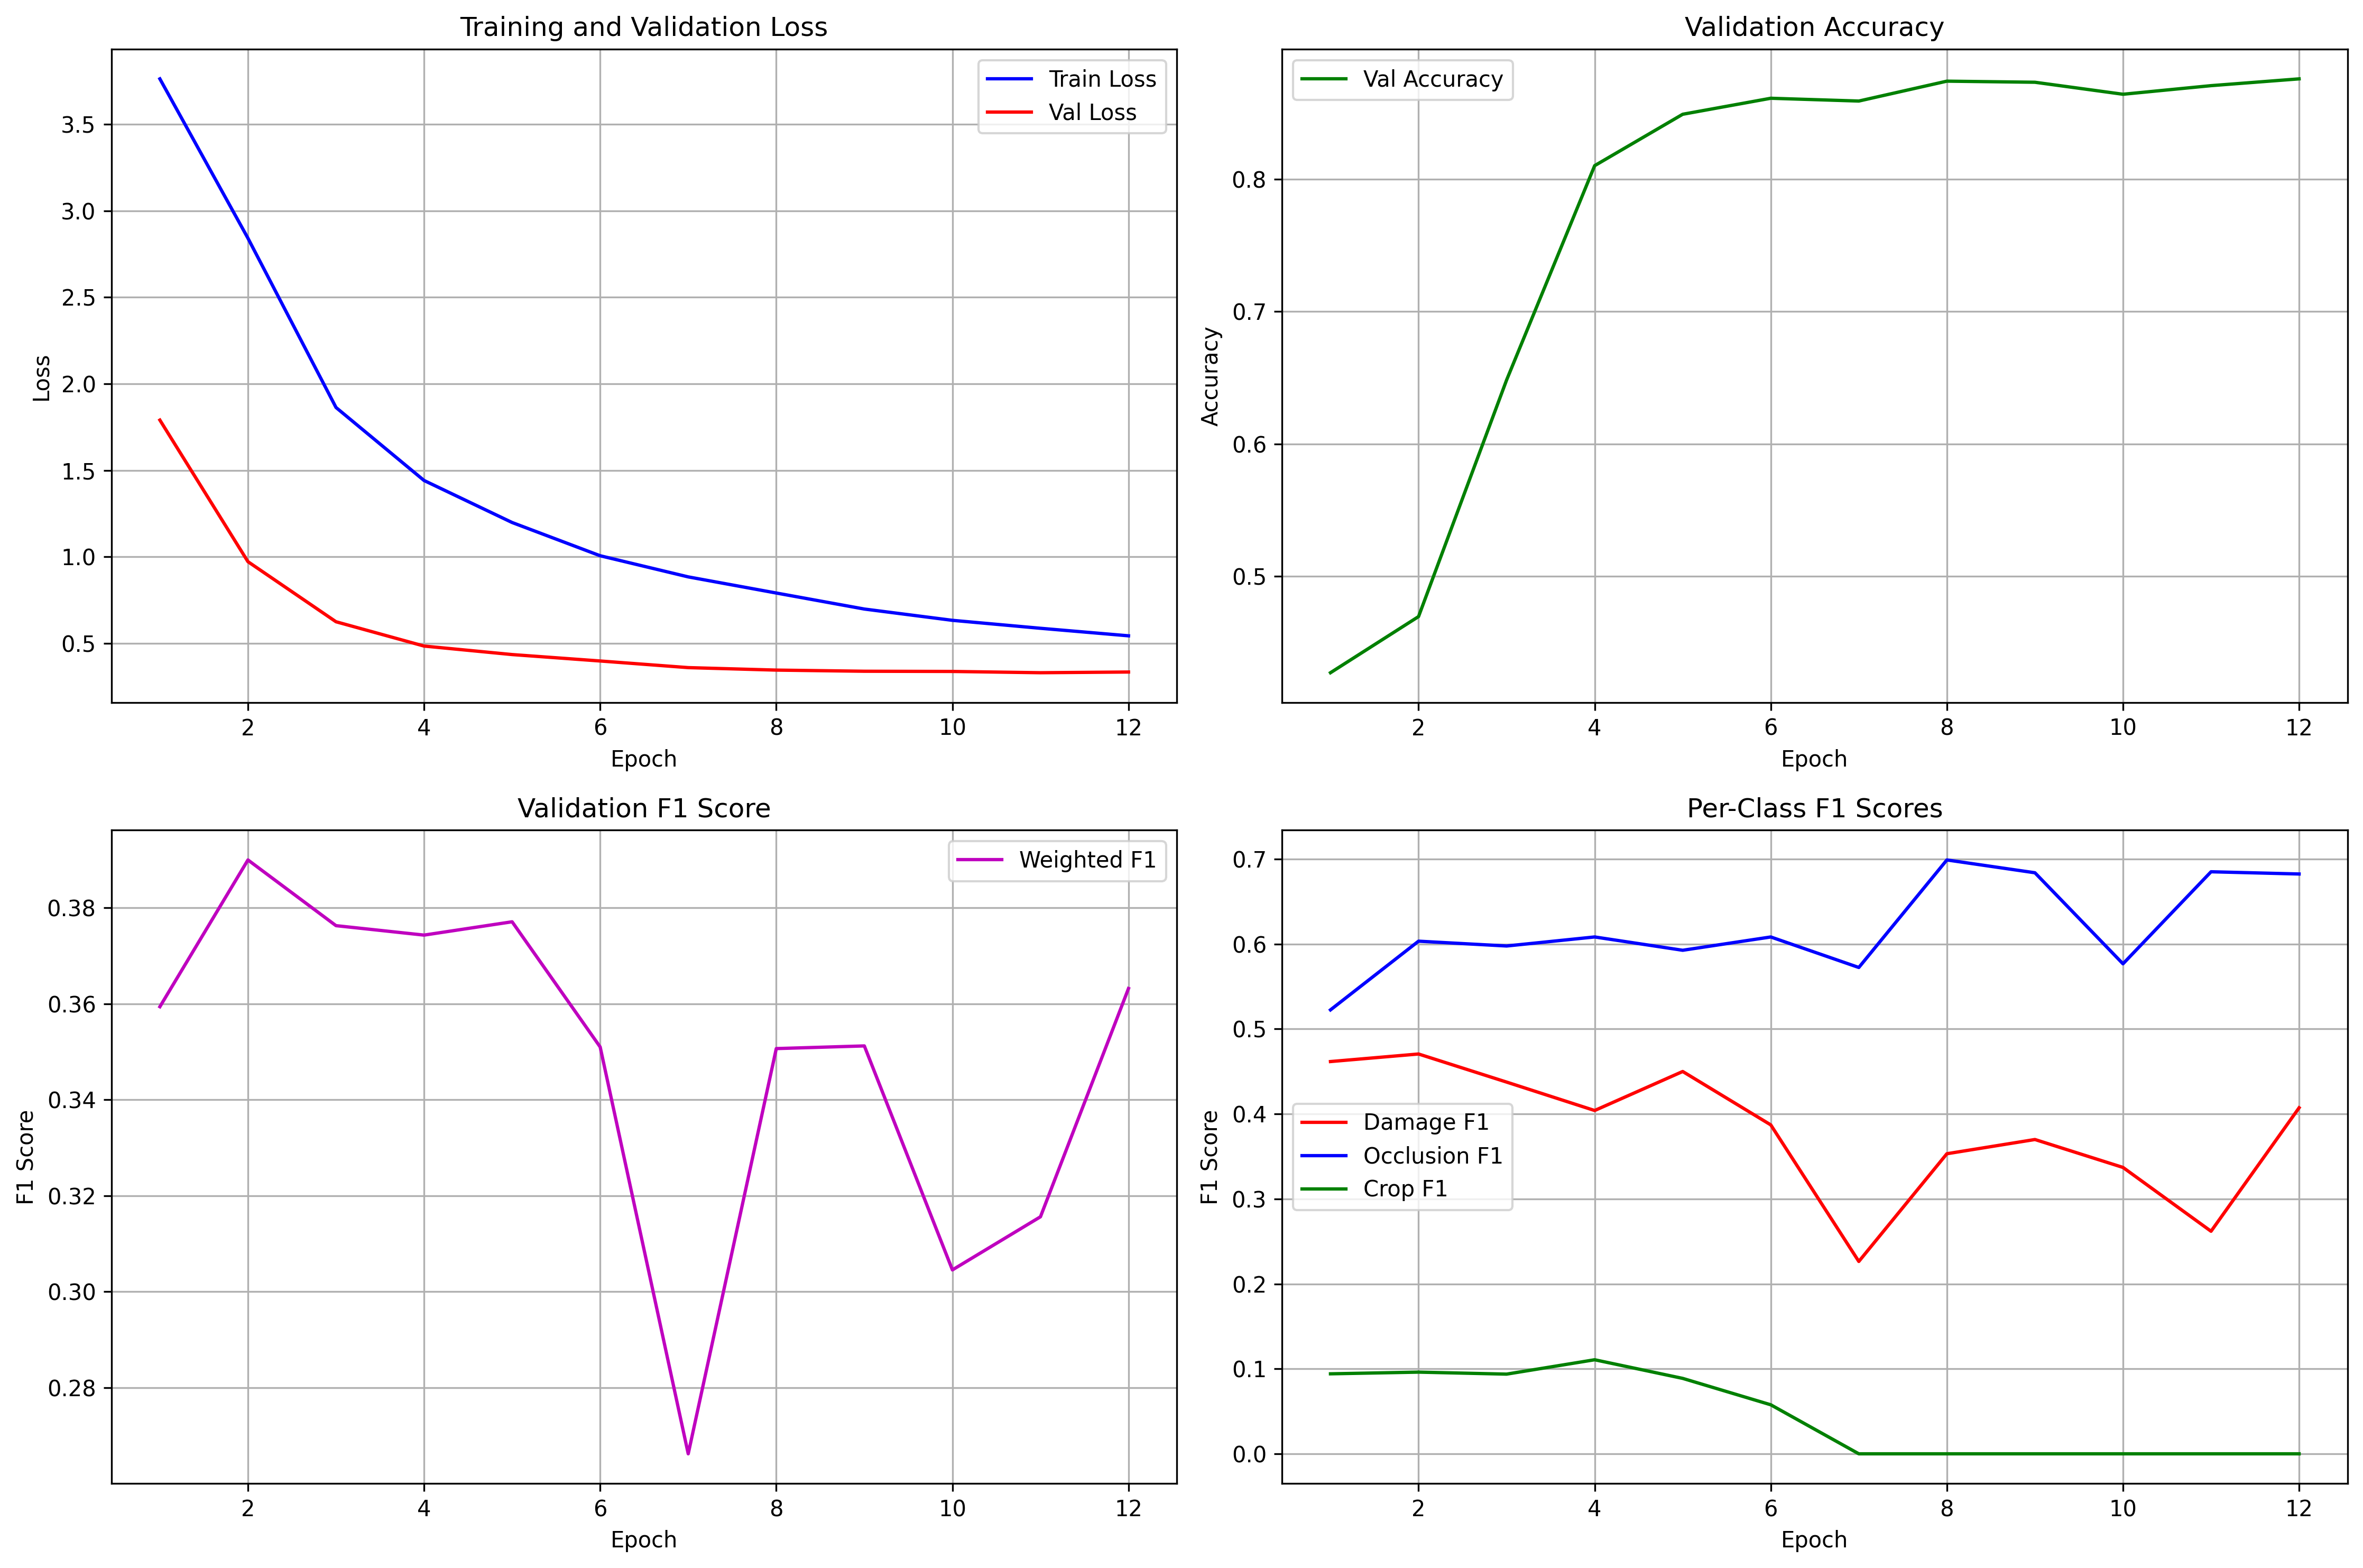 Training and Validation Loss
Train Loss
Val Loss
Loss
3.5
3.0
2.5
2.0
1.5
1.0
0.5
2 4 6 8 10 12
Epoch
Validation Accuracy
Val Accuracy
Accuracy
0.8
0.7
0.6
0.5
2 4 6 8 10 12
Epoch
Validation F1 Score
Weighted F1
F1 Score
0.38
0.36
0.34
0.32
0.30
0.28
2 4 6 8 10 12
Epoch
Per-Class F1 Scores
Damage F1
Occlusion F1
Crop F1
F1 Score
0.7
0.6
0.5
0.4
0.3
0.2
0.1
0.0
2 4 6 8 10 12
Epoch